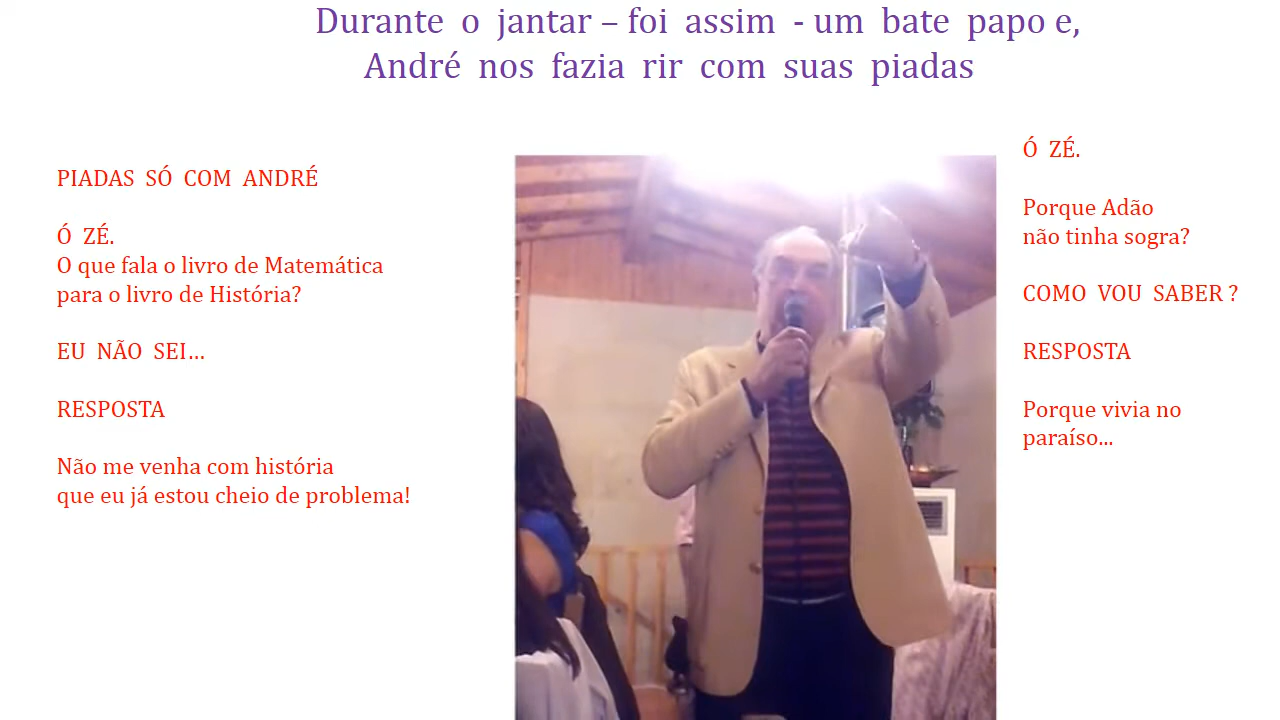 Durante o jantar – foi assim - um bate papo e,
André nos fazia rir com suas piadas
PIADAS SÓ COM ANDRÉ
Ó ZÉ.
O que fala o livro de Matemática
para o livro de História?
EU NÃO SEI...
RESPOSTA
Não me venha com história
que eu já estou cheio de problema!
Ó ZÉ.
Porque Adão
não tinha sogra?
COMO VOU SABER ?
RESPOSTA
Porque vivia no
paraíso...